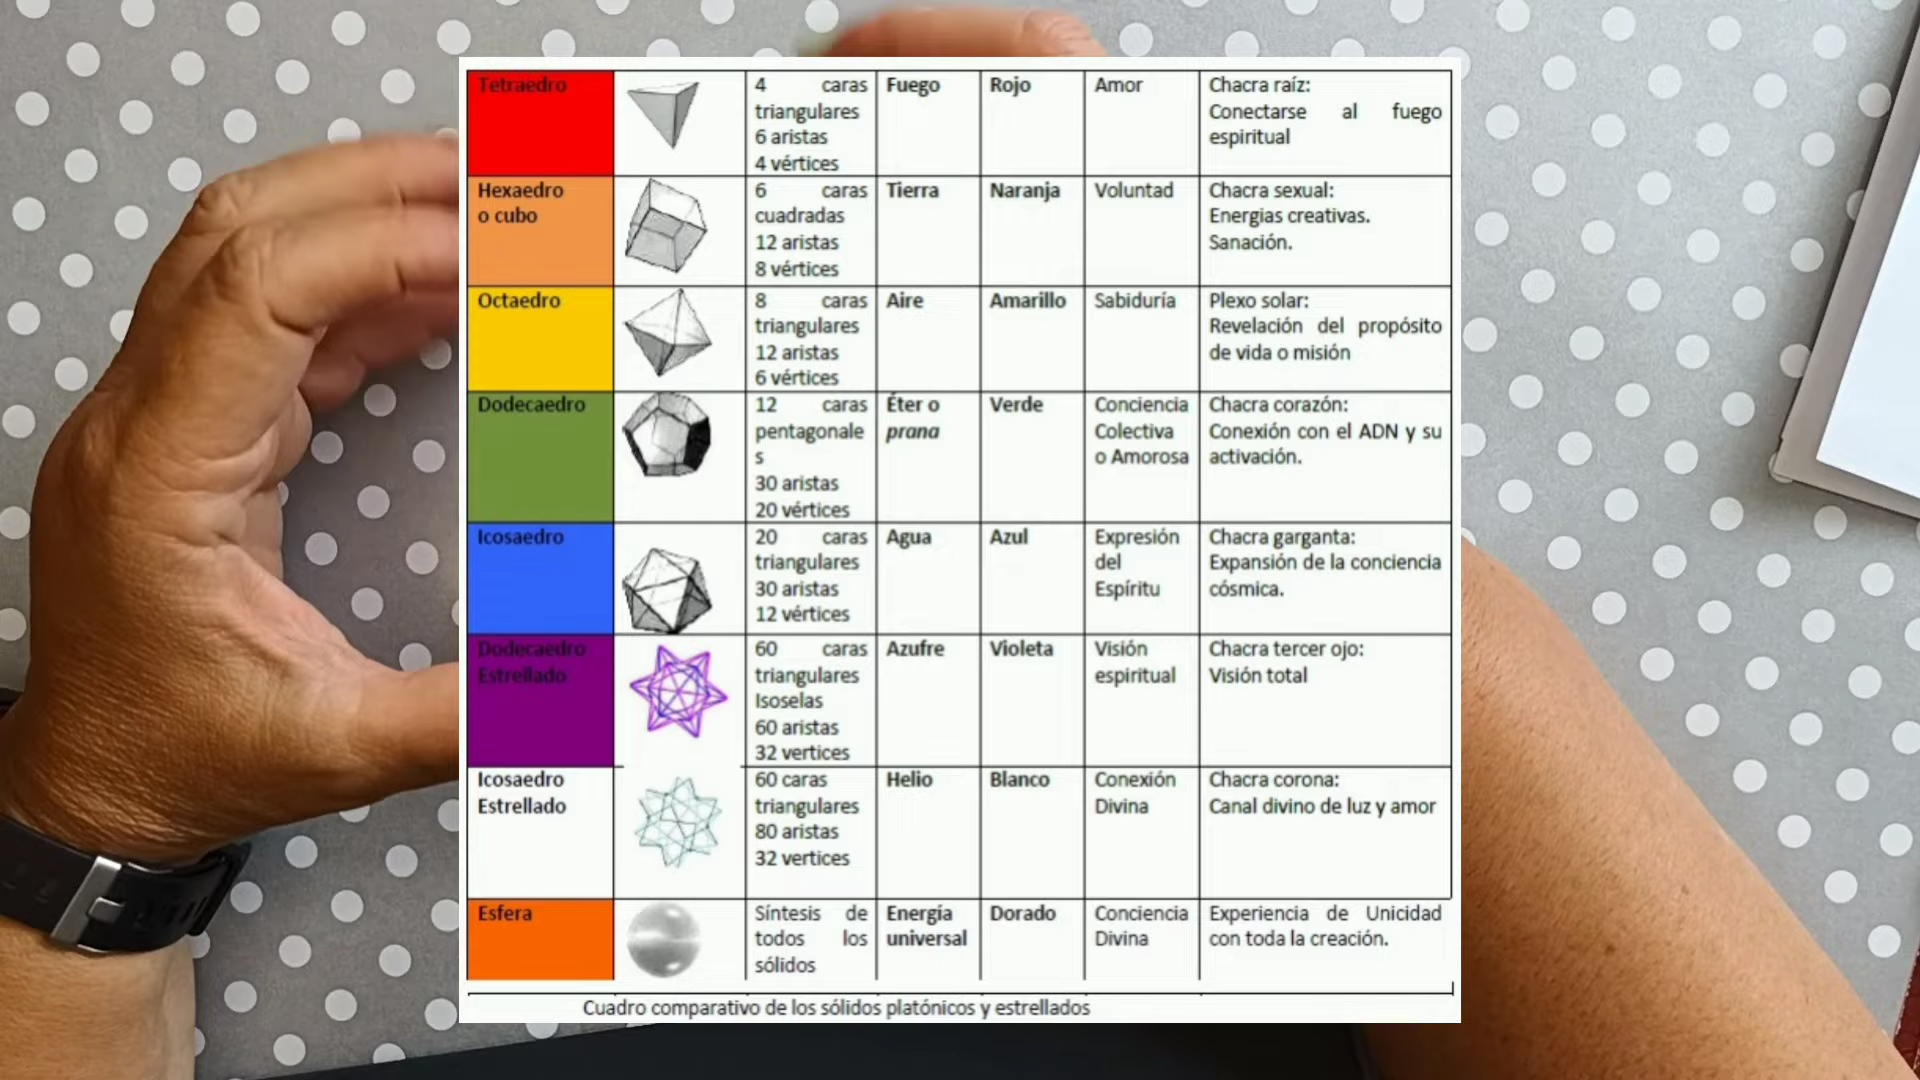 Tetraedro
4 caras
triangulares
6 aristas
4 vértices
Fuego
Rojo
Amor
Chacra raíz:
Conectarse al fuego
espiritual
Hexaedro
o cubo
6 caras
cuadradas
12 aristas
8 vértices
Tierra
Naranja
Voluntad
Chacra sexual:
Energias creativas.
Sanación.
Octaedro
8 caras
triangulares
12 aristas
6 vértices
Aire
Amarillo
Sabiduría
Plexo solar:
Revelación del propósito
de vida o misión
Dodecaedro
12 caras
pentagonale
s
30 aristas
20 vértices
Éter o
prana
Verde
Conciencia
Colectiva
o Amorosa
Chacra corazón:
Conexión con el ADN y su
activación.
Icosaedro
20 caras
triangulares
30 aristas
12 vértices
Agua
Azul
Expresión
del
Espíritu
Chacra garganta:
Expansión de la conciencia
cósmica.
Dodecaedro
Estrellado
60 caras
triangulares
Isoselas
60 aristas
32 vertices
Azufre
Violeta
Visión
espiritual
Chacra tercer ojo:
Visión total
Icosaedro
Estrellado
60 caras
triangulares
80 aristas
32 vertices
Helio
Blanco
Conexión
Divina
Chacra corona:
Canal divino de luz y amor
Esfera
Síntesis de
todos los
sólidos
Energía
universal
Dorado
Conciencia
Divina
Experiencia de Unicidad
con toda la creación.
Cuadro comparativo de los sólidos platónicos y estrellados